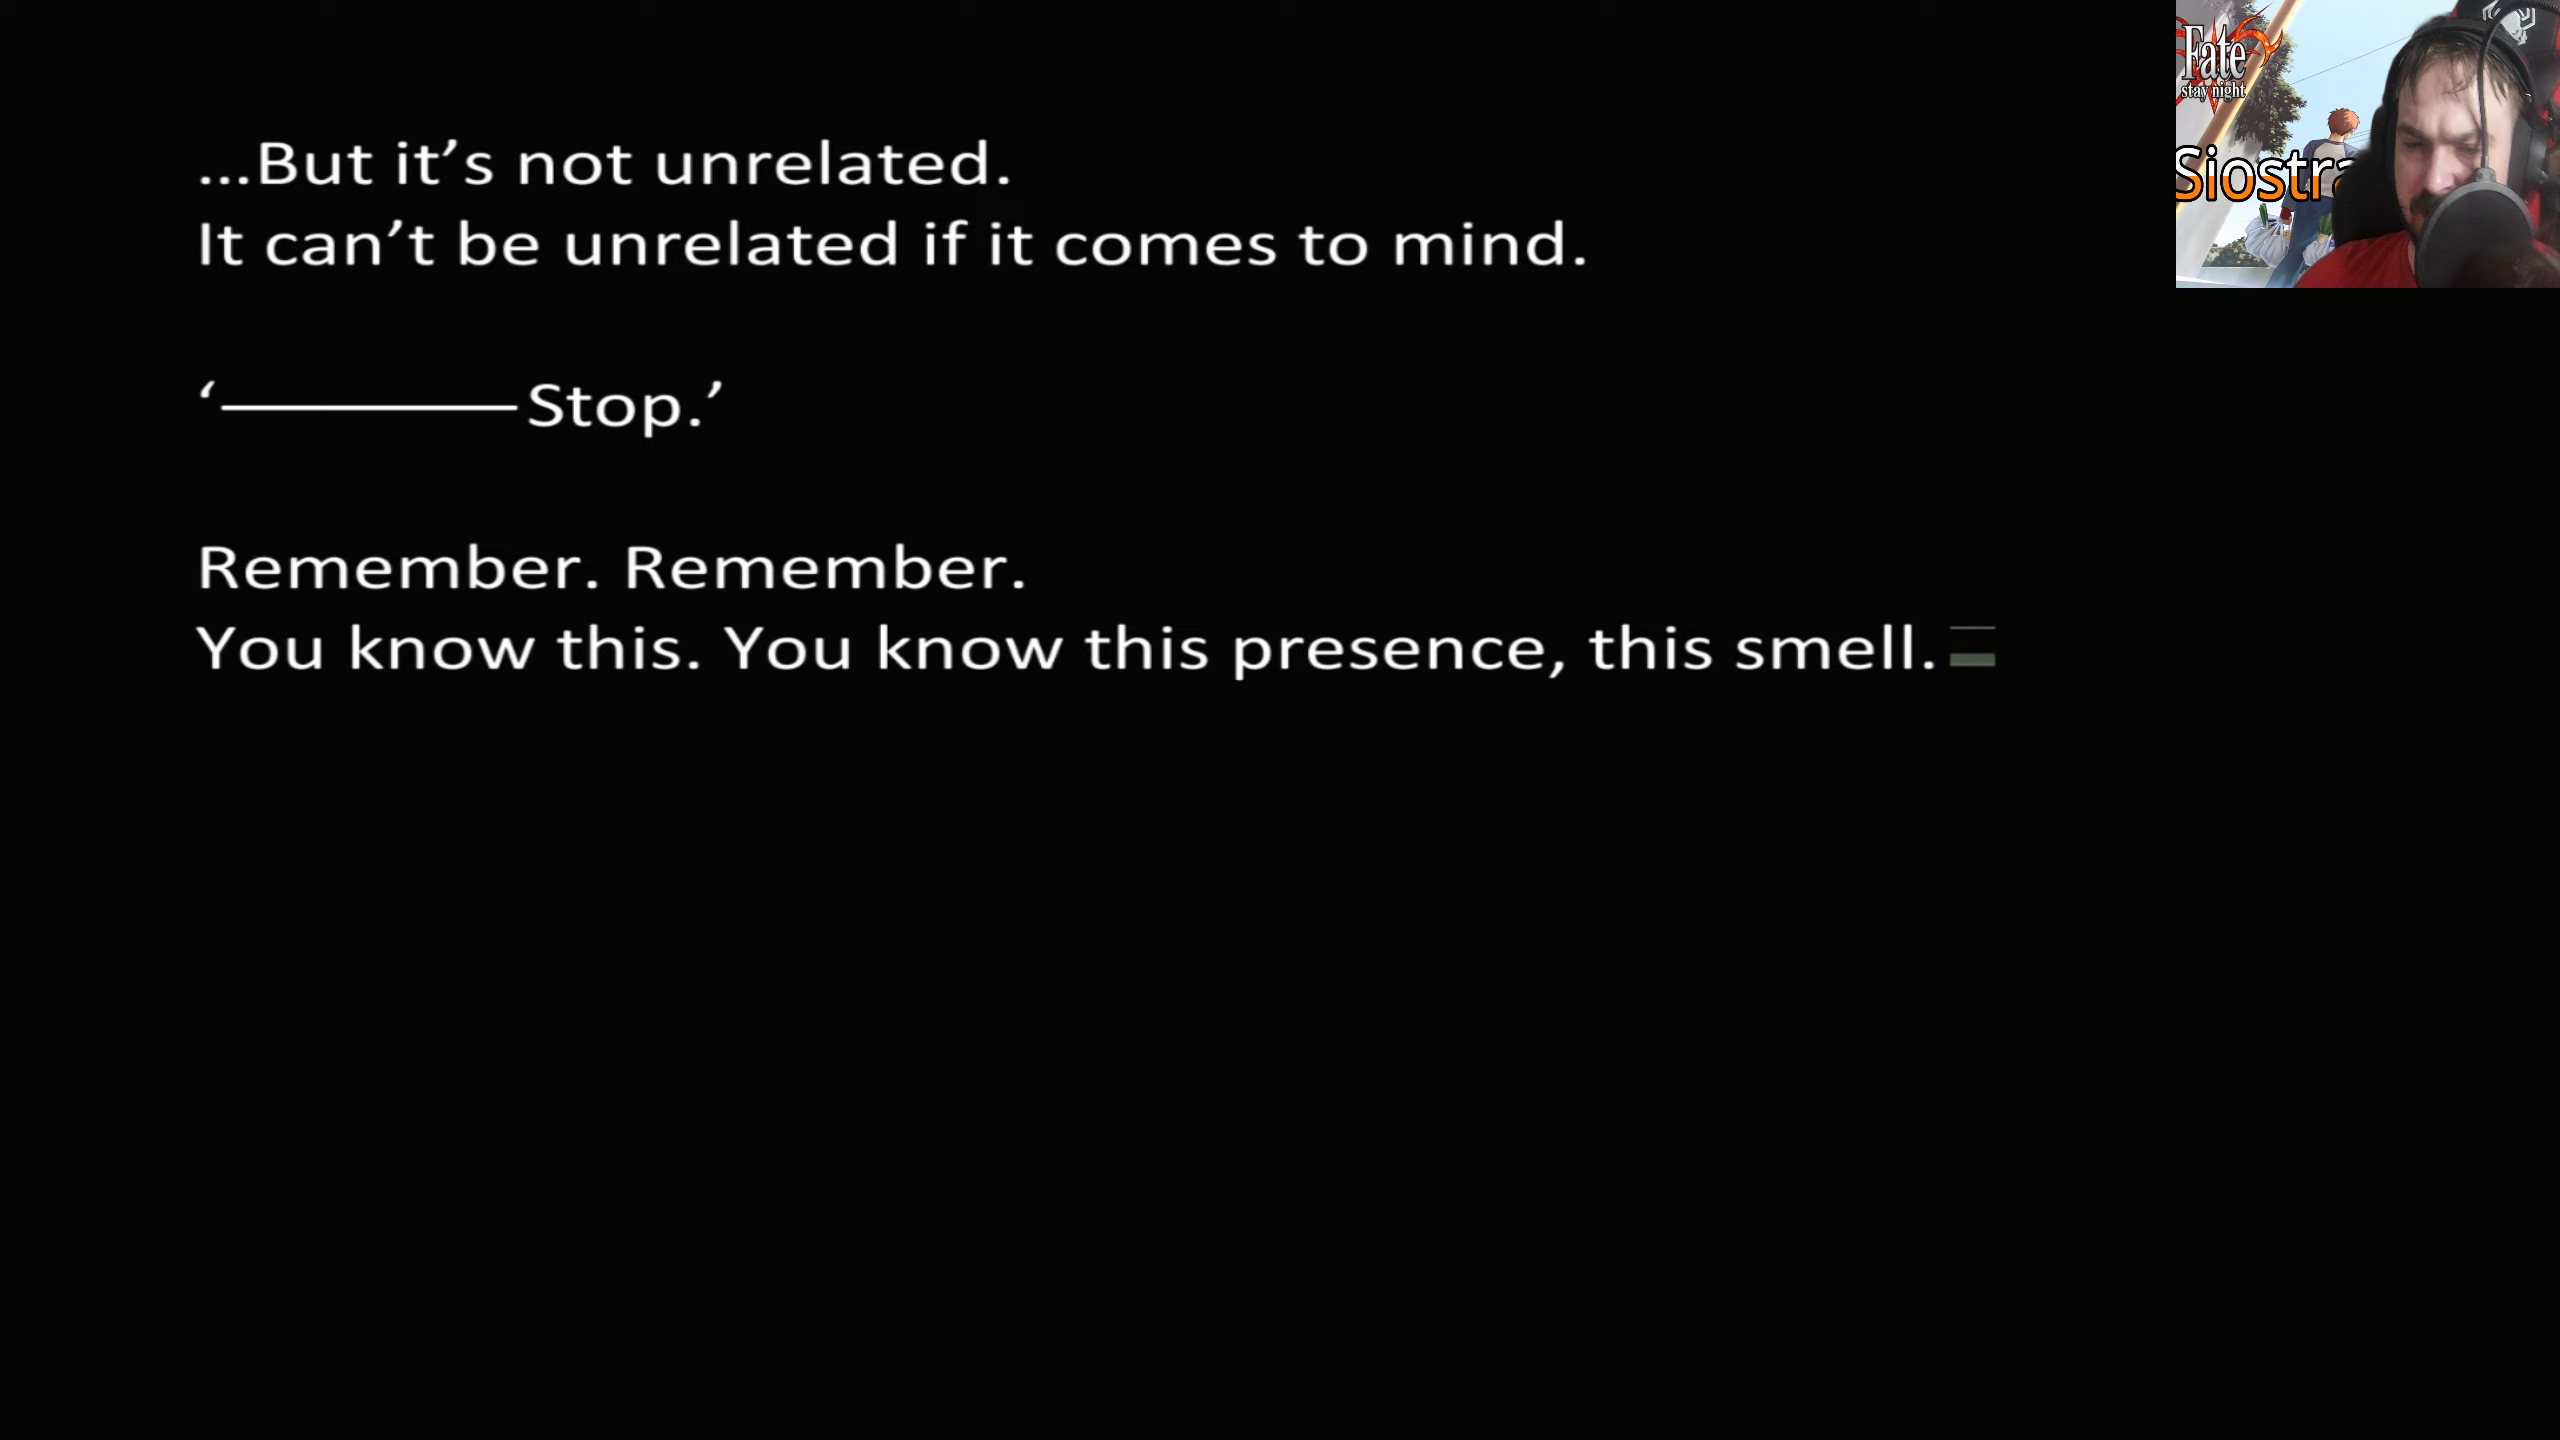 ...But it’s not unrelated.
It can’t be unrelated if it comes to mind.
‘―――――Stop.’
Remember. Remember.
You know this. You know this presence, this smell.
Fate
stay night
Siostra